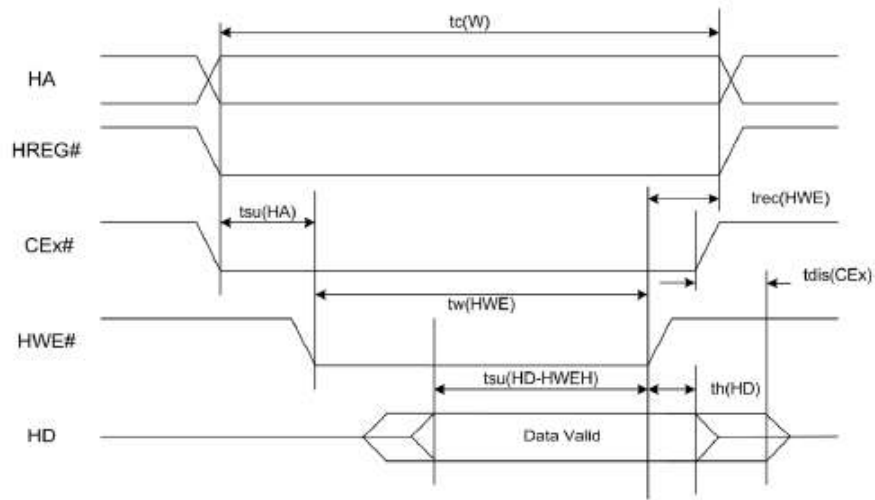 tc(W)
HA
HREG#
tsu(HA)
trec(HWE)
CEx#
tdis(CEx)
tw(HWE)
HWE#
tsu(HD-HWEH)
th(HD)
HD
Data Valid